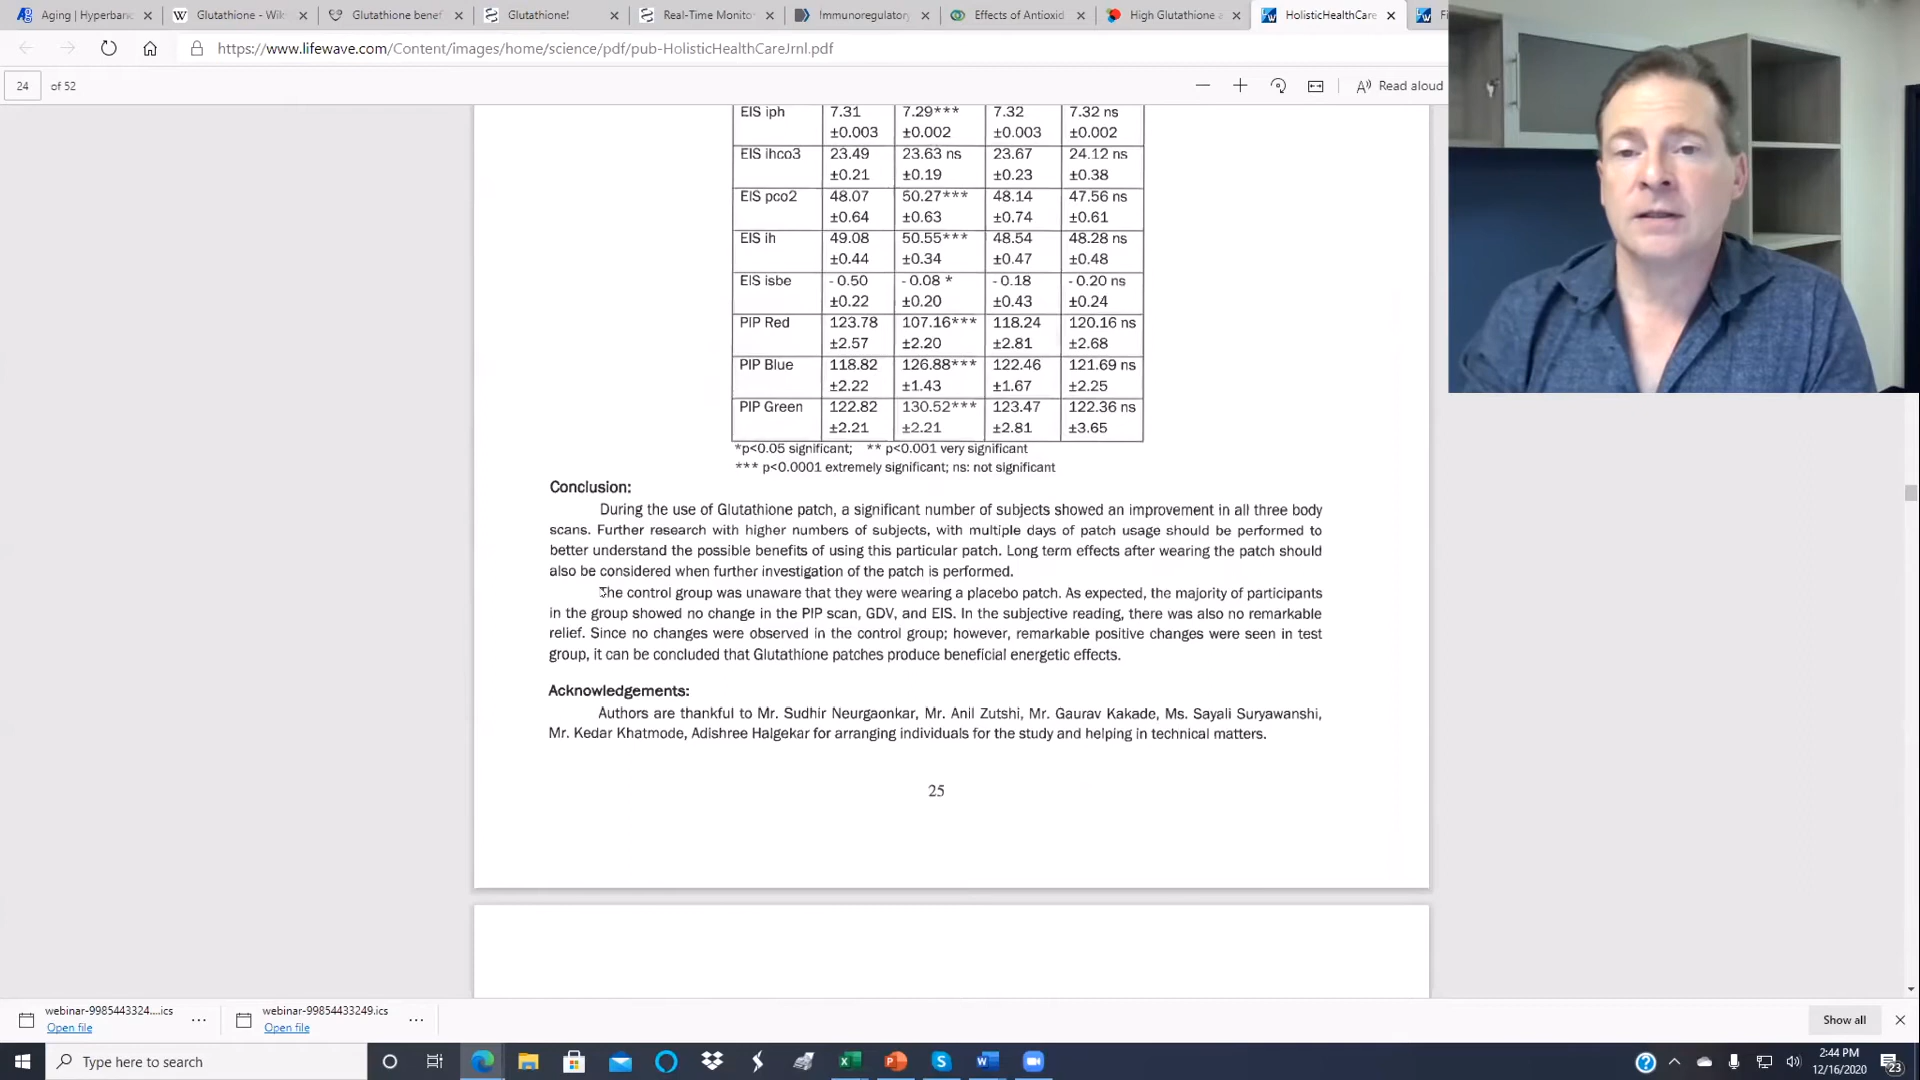 Aging | Hyperban
Glutathione - Wik
Glutathione benef
Glutathione!
Real-Time Monito
Immunoregulatory
Effects of Antioxid
High Glutathione a
HolisticHealthCare
https://www.lifewave.com/Content/images/home/science/pdf/pub-HolisticHealthCareJrnl.pdf
24 of 52
Read aloud
EIS iph 7.31 7.29*** 7.32 7.32 ns
±0.003 ±0.002 ±0.003 ±0.002
EIS ihco3 23.49 23.63 ns 23.67 24.12 ns
±0.21 ±0.19 ±0.23 ±0.38
EIS pco2 48.07 50.27*** 48.14 47.56 ns
±0.64 ±0.63 ±0.74 ±0.61
EIS ih 49.08 50.55*** 48.54 48.28 ns
±0.44 ±0.34 ±0.47 ±0.48
EIS isbe - 0.50 - 0.08 * - 0.18 - 0.20 ns
±0.22 ±0.20 ±0.43 ±0.24
PIP Red 123.78 107.16*** 118.24 120.16 ns
±2.57 ±2.20 ±2.81 ±2.68
PIP Blue 118.82 126.88*** 122.46 121.69 ns
±2.22 ±1.43 ±1.67 ±2.25
PIP Green 122.82 130.52*** 123.47 122.36 ns
±2.21 ±2.21 ±2.81 ±3.65
*p<0.05 significant; ** p<0.001 very significant
*** p<0.0001 extremely significant; ns: not significant
Conclusion:
During the use of Glutathione patch, a significant number of subjects showed an improvement in all three body
scans. Further research with higher numbers of subjects, with multiple days of patch usage should be performed to
better understand the possible benefits of using this particular patch. Long term effects after wearing the patch should
also be considered when further investigation of the patch is performed.
The control group was unaware that they were wearing a placebo patch. As expected, the majority of participants
in the group showed no change in the PIP scan, GDV, and EIS. In the subjective reading, there was also no remarkable
relief. Since no changes were observed in the control group; however, remarkable positive changes were seen in test
group, it can be concluded that Glutathione patches produce beneficial energetic effects.
Acknowledgements:
Authors are thankful to Mr. Sudhir Neurgaonkar, Mr. Anil Zutshi, Mr. Gaurav Kakade, Ms. Sayali Suryawanshi,
Mr. Kedar Khatmode, Adishree Halgekar for arranging individuals for the study and helping in technical matters.
25
webinar-9985443324....ics
Open file
webinar-99854433249.ics
Open file
Show all
Type here to search
2:44 PM
12/16/2020
23